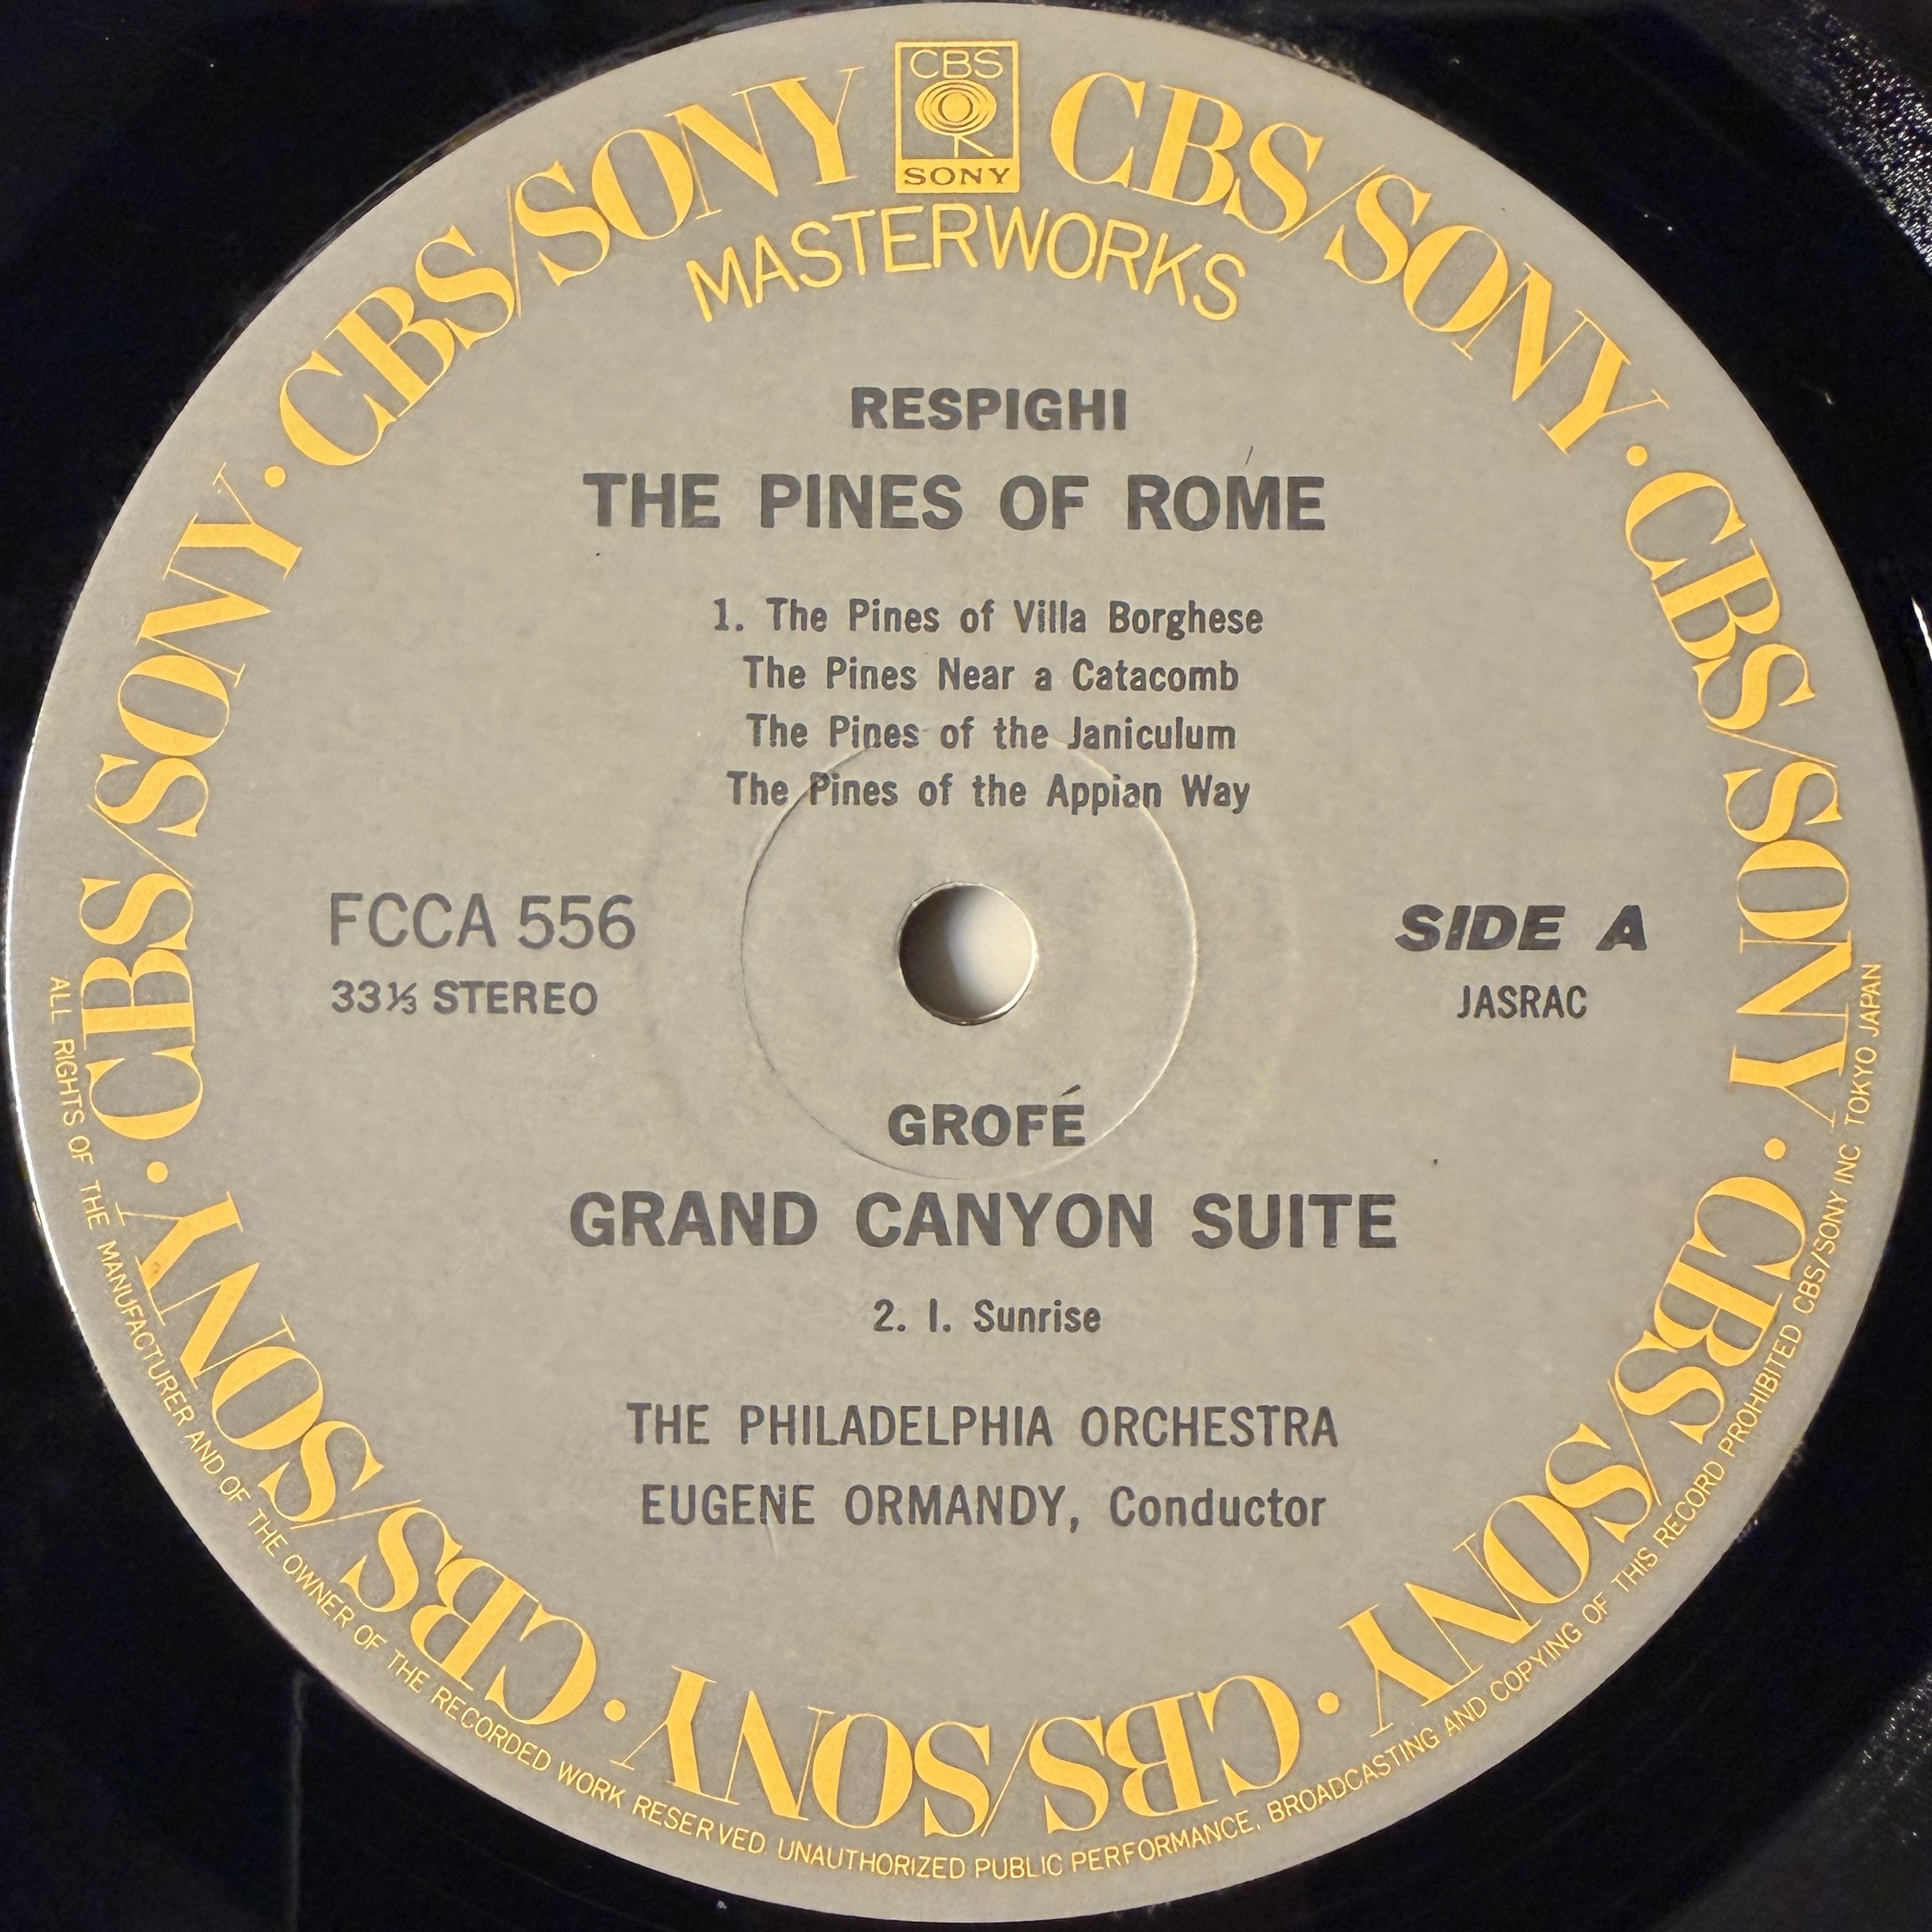 CBS
SONY
CBS/SONY · CBS/SONY · CBS/SONY · CBS/SONY · CBS/SONY · CBS/SONY · CBS/SONY · CBS/SONY
MASTERWORKS
RESPIGHI
THE PINES OF ROME
1. The Pines of Villa Borghese
The Pines Near a Catacomb
The Pines of the Janiculum
The Pines of the Appian Way
FCCA 556
33⅓ STEREO
SIDE A
JASRAC
GROFÉ
GRAND CANYON SUITE
2. I. Sunrise
THE PHILADELPHIA ORCHESTRA
EUGENE ORMANDY, Conductor
ALL RIGHTS OF THE MANUFACTURER AND OF THE OWNER OF THE RECORDED WORK RESERVED UNAUTHORIZED PUBLIC PERFORMANCE, BROADCASTING AND COPYING OF THIS RECORD PROHIBITED CBS/SONY INC TOKYO JAPAN